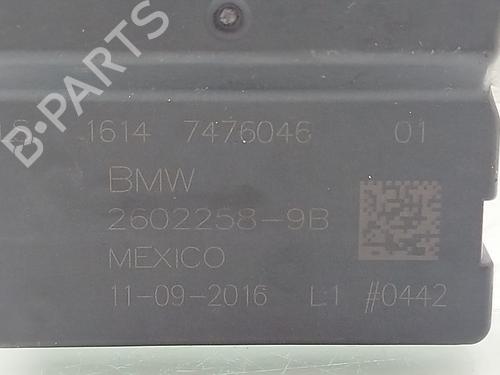 B-PARTS
1614 7476046 01
BMW
2602258-9B
MEXICO
11-09-2016 L1 #0442